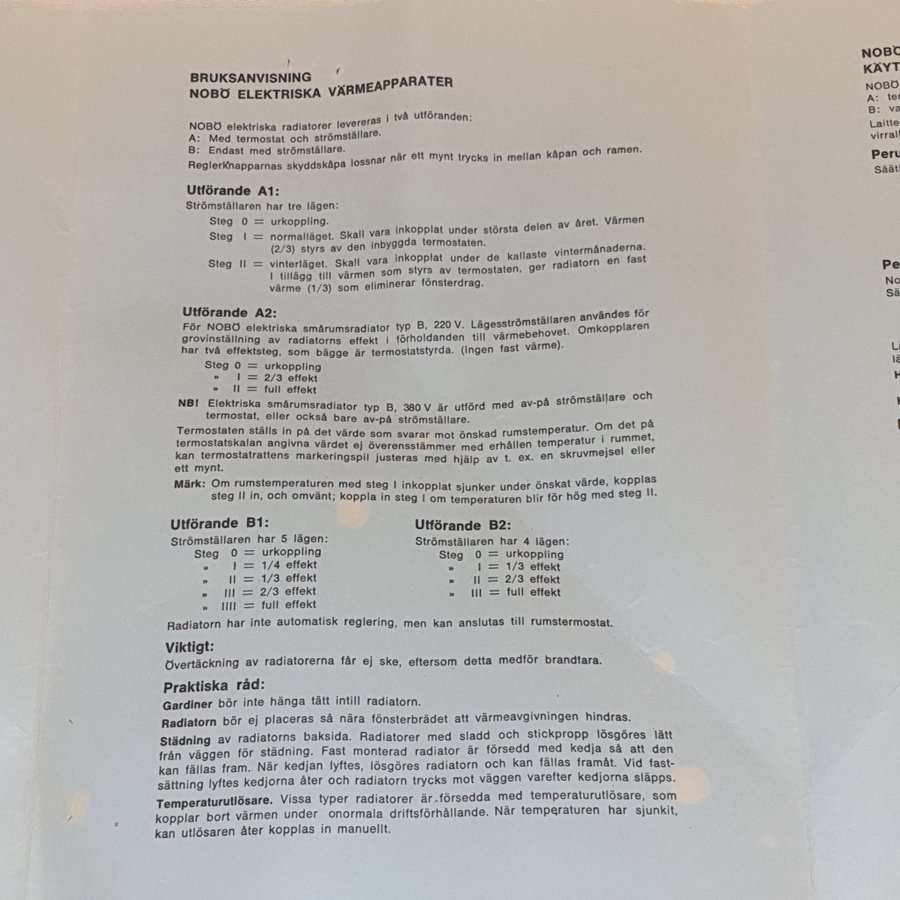 BRUKSANVISNING
NOBÖ ELEKTRISKA VÄRMEAPPARATER
NOBÖ elektriska radiatorer levereras i två utföranden:
A: Med termostat och strömställare.
B: Endast med strömställare.
Reglerknapparnas skyddskåpa lossnar när ett mynt trycks in mellan kåpan och ramen.
Utförande A1:
Strömställaren har tre lägen:
Steg 0 = urkoppling.
Steg I = normalläget. Skall vara inkopplat under största delen av året. Värmen
(2/3) styrs av den inbyggda termostaten.
Steg II = vinterläget. Skall vara inkopplat under de kallaste vintermånaderna.
I tillägg till värmen som styrs av termostaten, ger radiatorn en fast
värme (1/3) som eliminerar fönsterdrag.
Utförande A2:
För NOBÖ elektriska smårumsradiator typ B, 220 V. Lägesströmställaren användes för
grovinställning av radiatorns effekt i förholdanden till värmebehovet. Omkopplaren
har två effektsteg, som bägge är termostatstyrda. (Ingen fast värme).
Steg 0 = urkoppling
„ I = 2/3 effekt
„ II = full effekt
NB! Elektriska smårumsradiator typ B, 380 V är utförd med av-på strömställare och
termostat, eller också bare av-på strömställare.
Termostaten ställs in på det värde som svarar mot önskad rumstemperatur. Om det på
termostatskalan angivna värdet ej överensstämmer med erhållen temperatur i rummet,
kan termostatrattens markeringspil justeras med hjälp av t. ex. en skruvmejsel eller
ett mynt.
Märk: Om rumstemperaturen med steg I inkopplat sjunker under önskat värde, kopplas
steg II in, och omvänt; koppla in steg I om temperaturen blir för hög med steg II.
Utförande B1:
Strömställaren har 5 lägen:
Steg 0 = urkoppling
„ I = 1/4 effekt
„ II = 1/3 effekt
„ III = 2/3 effekt
„ IIII = full effekt
Utförande B2:
Strömställaren har 4 lägen:
Steg 0 = urkoppling
„ I = 1/3 effekt
„ II = 2/3 effekt
„ III = full effekt
Radiatorn har inte automatisk reglering, men kan anslutas till rumstermostat.
Viktigt:
Övertäckning av radiatorerna får ej ske, eftersom detta medför brandfara.
Praktiska råd:
Gardiner bör inte hänga tätt intill radiatorn.
Radiatorn bör ej placeras så nära fönsterbrädet att värmeavgivningen hindras.
Städning av radiatorns baksida. Radiatorer med sladd och stickpropp lösgöres lätt
från väggen för städning. Fast monterad radiator är försedd med kedja så att den
kan fällas fram. När kedjan lyftes, lösgöres radiatorn och kan fällas framåt. Vid fast-
sättning lyftes kedjorna åter och radiatorn trycks mot väggen varefter kedjorna släpps.
Temperaturutlösare. Vissa typer radiatorer är försedda med temperaturutlösare, som
kopplar bort värmen under onormala driftsförhållande. När temperaturen har sjunkit,
kan utlösaren åter kopplas in manuellt.
NOBÖ
A:
B: